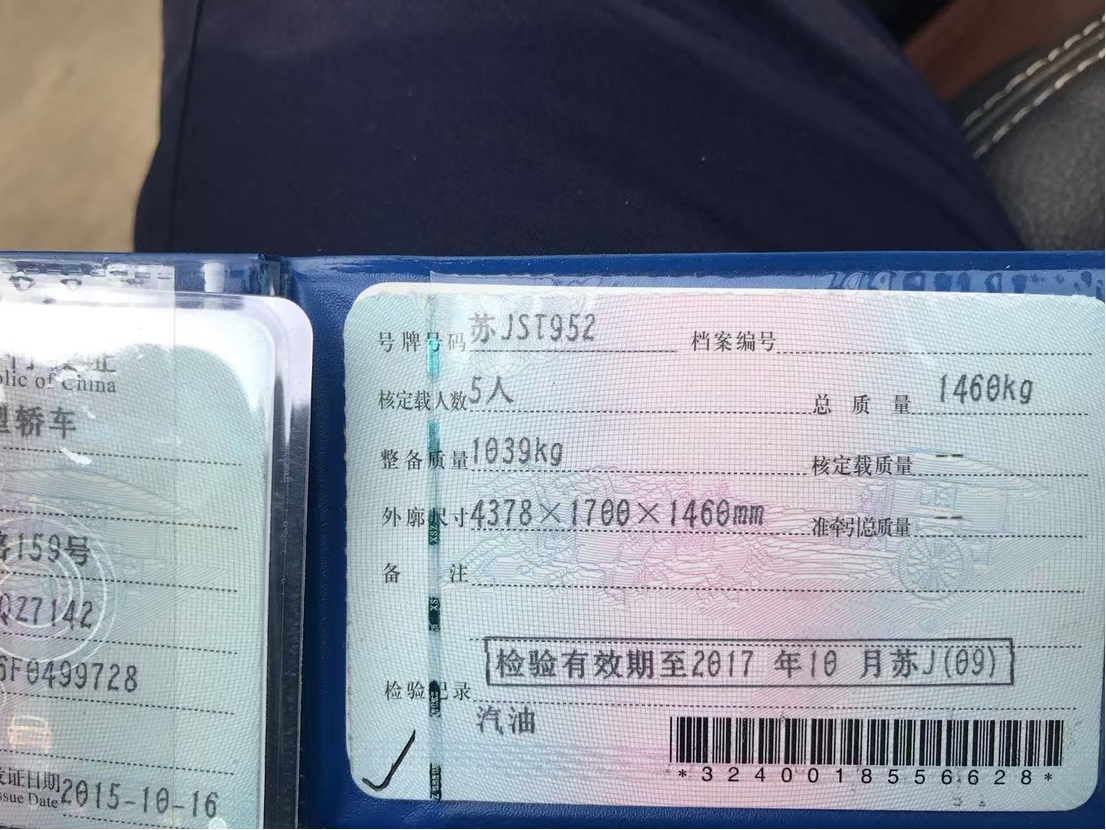 lic of China
型轿车
路159号
QZ7142
6F0499728
发证日期 2015-10-16
Issue Date
号牌号码 苏JST952 档案编号
核定载人数 5人 总质量 1460kg
整备质量 1039kg 核定载质量 --
外廓尺寸 4378×1700×1460mm 准牵引总质量 --
备注
检验有效期至2017 年10 月苏J(09)
检验记录
汽油
*3240018556628*